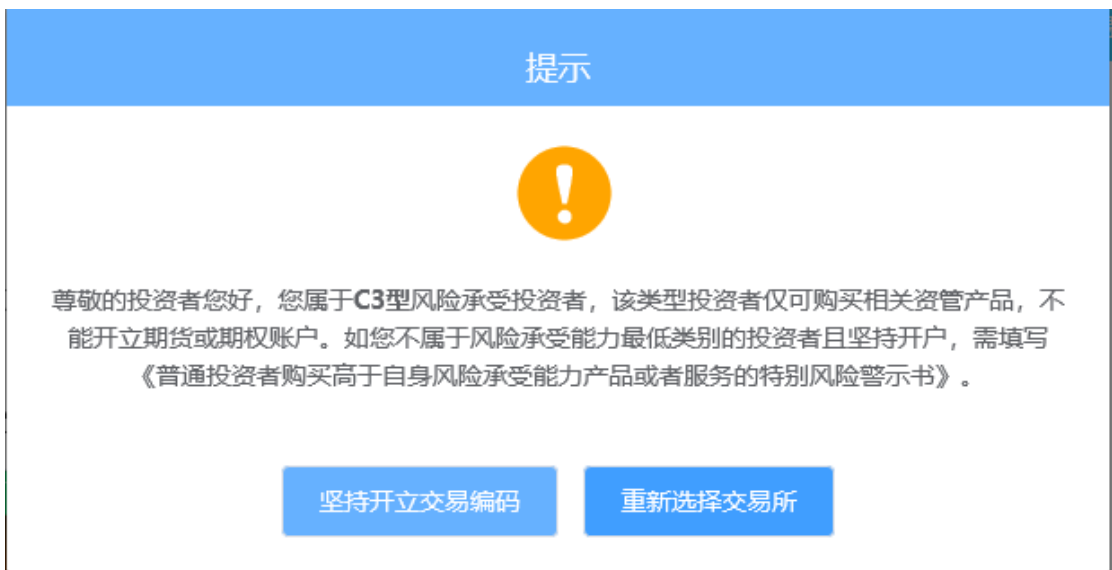 提示
尊敬的投资者您好，您属于C3型风险承受投资者，该类型投资者仅可购买相关资管产品，不
能开立期货或期权账户。如您不属于风险承受能力最低类别的投资者且坚持开户，需填写
《普通投资者购买高于自身风险承受能力产品或者服务的特别风险警示书》。
坚持开立交易编码
重新选择交易所